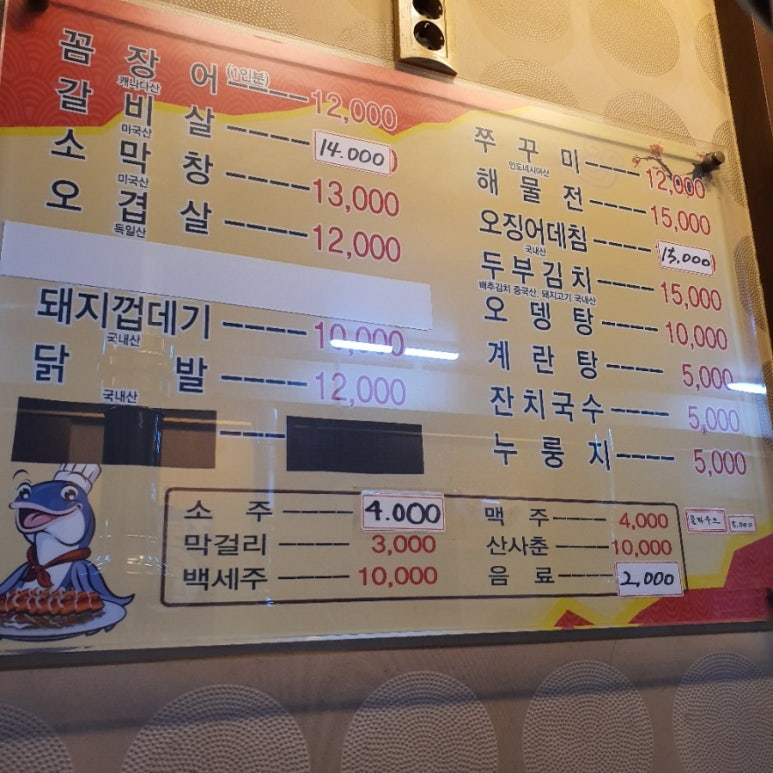 꼼장어(1인분)----12,000
캐나다산
갈비살----14.000
미국산
소막창----13,000
미국산
오겹살----12,000
독일산
돼지껍데기----10,000
국내산
닭발----12,000
국내산
쭈꾸미----12,000
인도네시아산
해물전----15,000
오징어데침----15.000
국내산
두부김치----15,000
배추김치 중국산, 돼지고기 국내산
오뎅탕----10,000
계란탕----5,000
잔치국수----5,000
누룽지----5,000
소주----4.000
막걸리----3,000
백세주----10,000
맥주----4,000
산사춘----10,000
음료----2,000